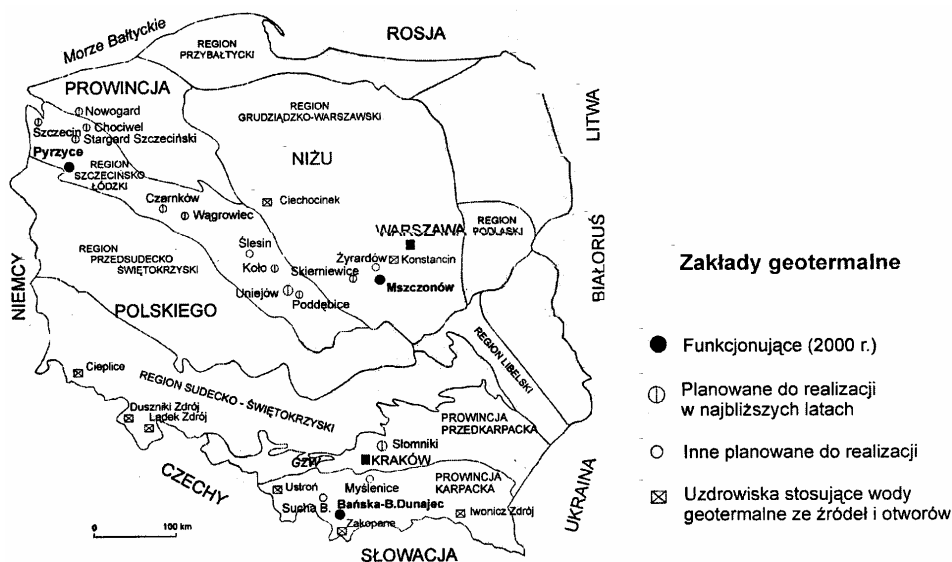 Morze Bałtyckie
ROSJA
REGION
PRZYBAŁTYCKI
PROWINCJA
LITWA
Nowogard
Szczecin
Chociwel
Stargard Szczeciński
REGION
GRUDZIĄDZKO-WARSZAWSKI
Pyrzyce
REGION
SZCZECIŃSKO
ŁÓDZKI
NIŻU
Czarnków
Wągrowiec
Ciechocinek
WARSZAWA
REGION
PODLASKI
BIAŁORUŚ
NIEMCY
REGION
PRZEDSUDECKO
ŚWIĘTOKRZYSKI
Ślesin
Koło
Żyrardów
Konstancin
Skierniewice
Mszczonów
Uniejów
Poddębice
POLSKIEGO
REGION LIBELSKI
Cieplice
REGION SUDECKO - ŚWIĘTOKRZYSKI
Duszniki Zdrój
Lądek Zdrój
PROWINCJA
PRZEDKARPACKA
Słomniki
GZW
KRAKÓW
CZECHY
Ustroń
Myślenice
PROWINCJA
KARPACKA
UKRAINA
Sucha B.
Bańska-B.Dunajec
Iwonicz Zdrój
Zakopane
SŁOWACJA
0 100 km
Zakłady geotermalne
Funkcjonujące (2000 r.)
Planowane do realizacji
w najbliższych latach
Inne planowane do realizacji
Uzdrowiska stosujące wody
geotermalne ze źródeł i otworów